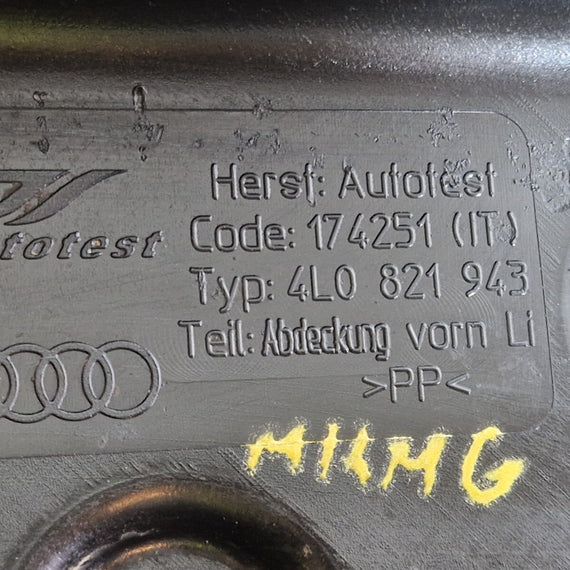 Herst: Autotest
Code: 174251 (IT)
Typ: 4L0 821 943
Teil: Abdeckung vorn Li
>PP<